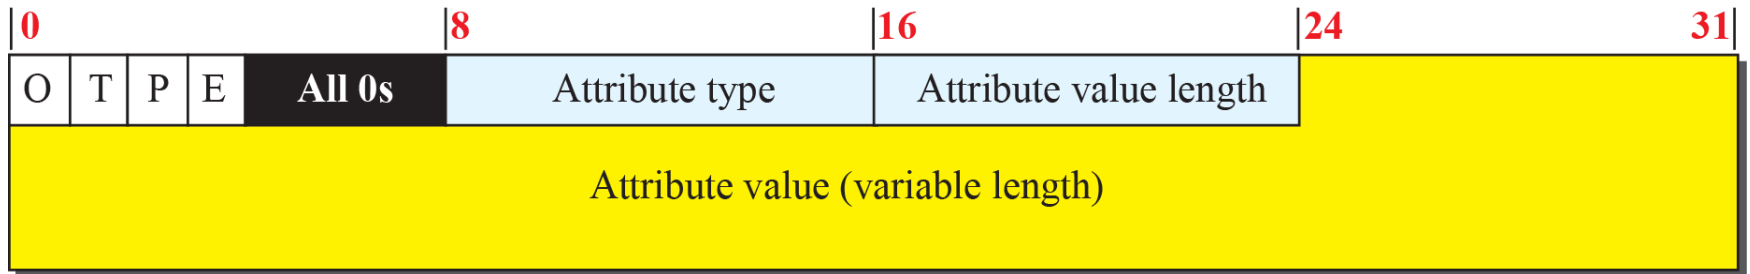 0 8 16 24 31
O T P E All 0s Attribute type Attribute value length
Attribute value (variable length)